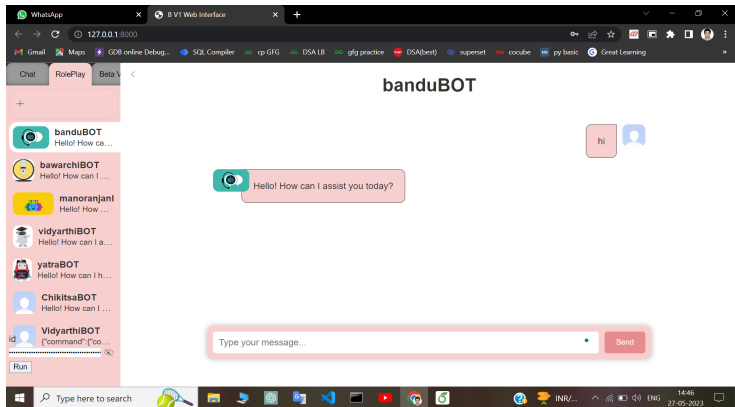 WhatsApp
B V1 Web Interface
127.0.0.1:8000
Gmail
Maps
GDB online Debug...
SQL Compiler
cp GFG
DSA LB
gfg practice
DSA(best)
superset
cocube
py basic
Great Learning
»
Chat
RolePlay
Beta V
banduBOT
hi
Hello! How can I assist you today?
banduBOT
Hello! How ca...
bawarchiBOT
Hello! How can I ...
manoranjanl
Hello! How ...
vidyarthiBOT
Hello! How can I a...
yatraBOT
Hello! How can I h...
ChikitsaBOT
Hello! How can I ...
VidyarthiBOT
{"command":{"co...
id
Run
Type your message...
Send
Type here to search
INR/...
ENG
14:46
27-05-2023